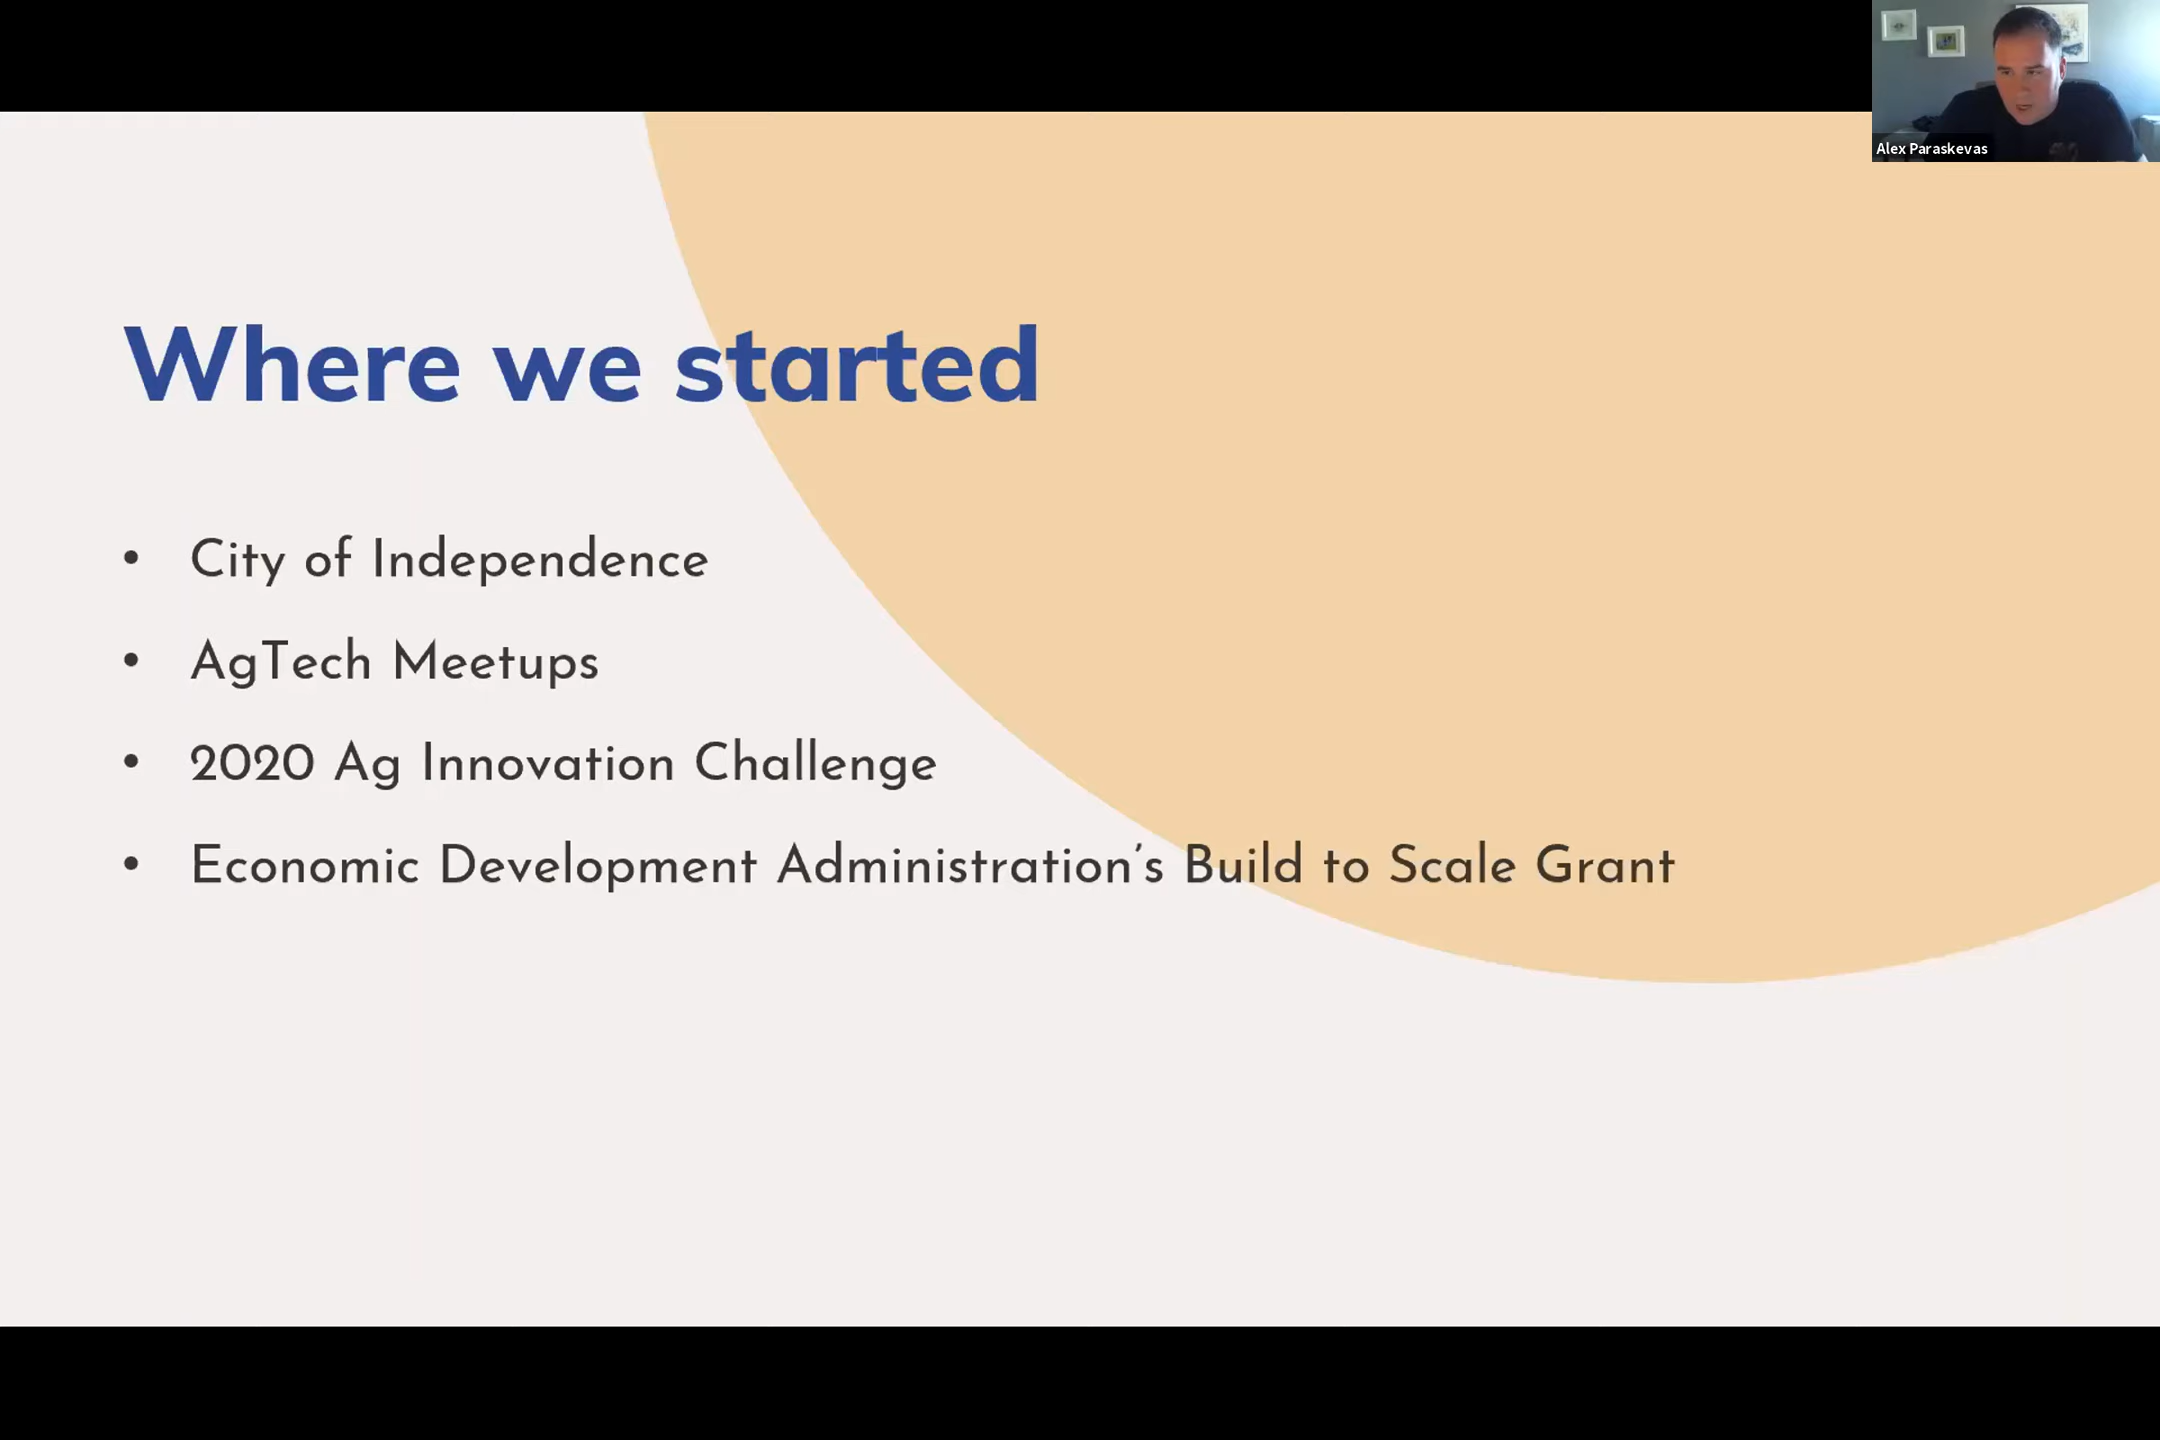 Alex Paraskevas
Where we started
• City of Independence
• AgTech Meetups
• 2020 Ag Innovation Challenge
• Economic Development Administration’s Build to Scale Grant